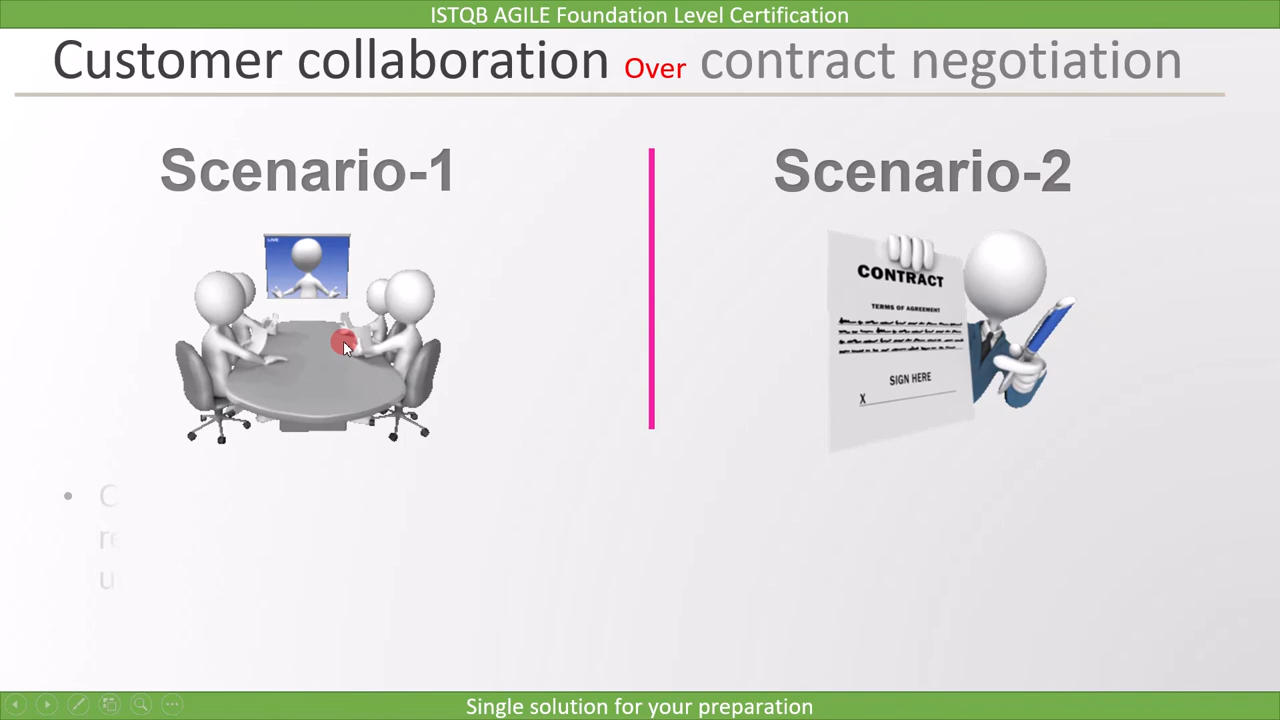 ISTQB AGILE Foundation Level Certification
Customer collaboration Over contract negotiation
Scenario-1
Scenario-2
LIVE
CONTRACT
TERMS OF AGREEMENT
SIGN HERE
X
Single solution for your preparation